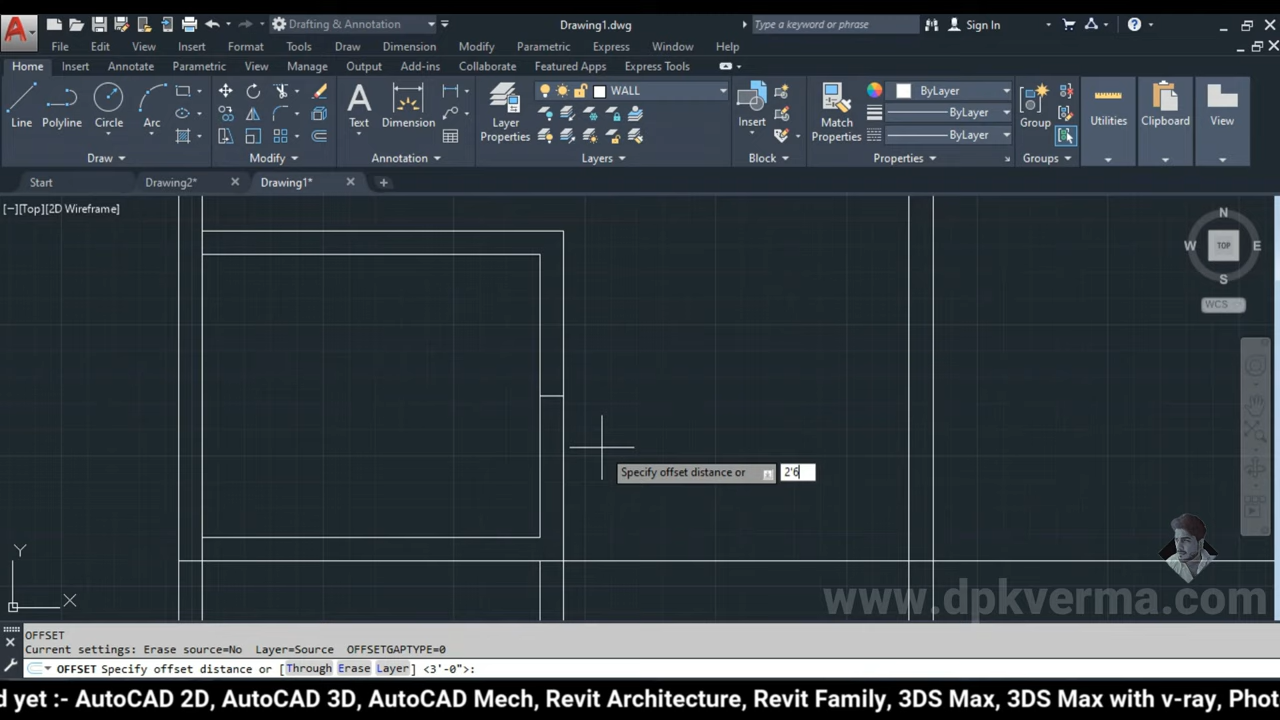 Drafting & Annotation
Drawing1.dwg
Type a keyword or phrase
Sign In
File Edit View Insert Format Tools Draw Dimension Modify Parametric Express Window Help
Home Insert Annotate Parametric View Manage Output Add-ins Collaborate Featured Apps Express Tools
WALL
ByLayer
ByLayer
ByLayer
Line Polyline Circle Arc Text Dimension Layer Properties Insert Match Properties Group Utilities Clipboard View
Draw Modify Annotation Layers Block Properties Groups
Start Drawing2* Drawing1*
[−][Top][2D Wireframe]
N
W TOP E
S
WCS
Specify offset distance or 2'6
Y
X
www.dpkverma.com
OFFSET
Current settings: Erase source=No Layer=Source OFFSETGAPTYPE=0
OFFSET Specify offset distance or [Through Erase Layer] <3'-0">:
d yet :- AutoCAD 2D, AutoCAD 3D, AutoCAD Mech, Revit Architecture, Revit Family, 3DS Max, 3DS Max with v-ray, Phot